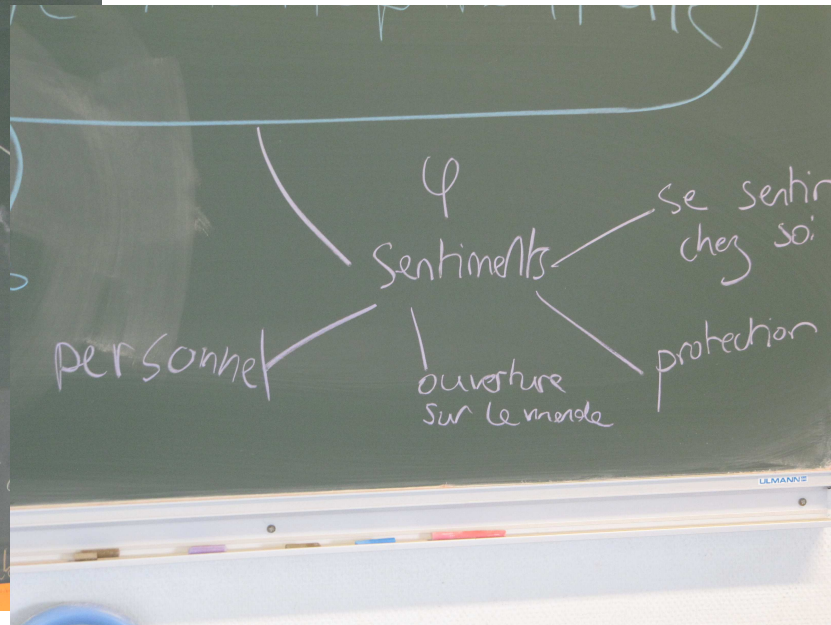 φ
Sentiments
se sentir
chez soi
personnel
ouverture
sur le monde
protection
ULMANN